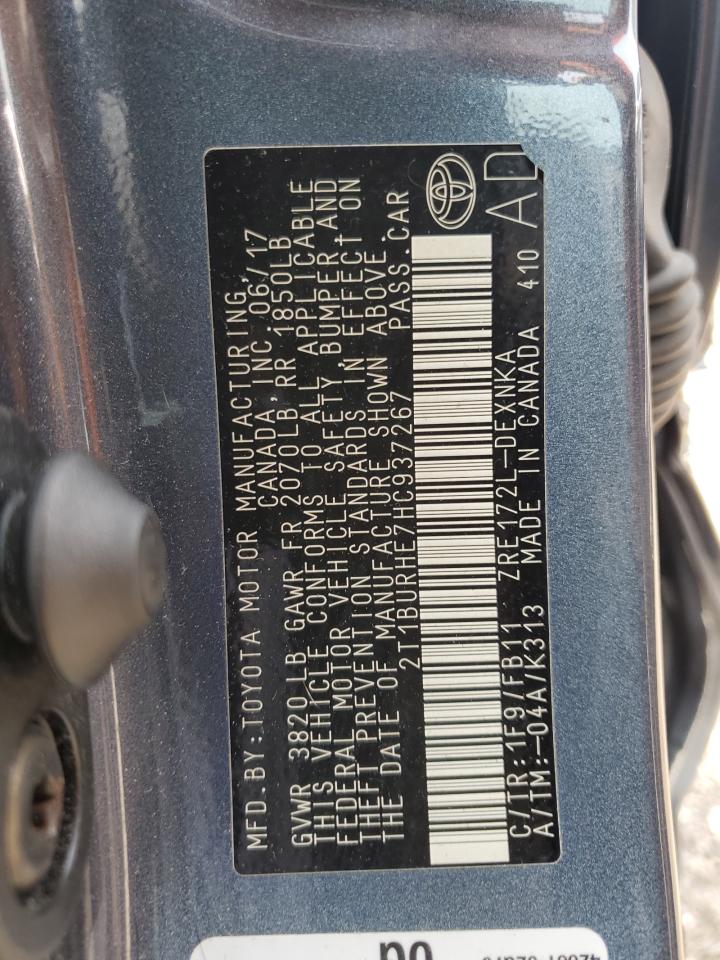 MFD.BY:TOYOTA MOTOR MANUFACTURING,
CANADA, INC. 06/17
GVWR 3820 LB GAWR FR 2070LB,RR 1850LB
THIS VEHICLE CONFORMS TO ALL APPLICABLE
FEDERAL MOTOR VEHICLE SAFETY BUMPER,AND
THEFT PREVENTION STANDARDS IN EFFECT ON
THE DATE OF MANUFACTURE SHOWN ABOVE.
2T1BURHE7HC937267 PASS.CAR
C/TR:1F9/FB11 ZRE172L-DEXNKA
A/TM:-04A/K313 MADE IN CANADA 410
AD